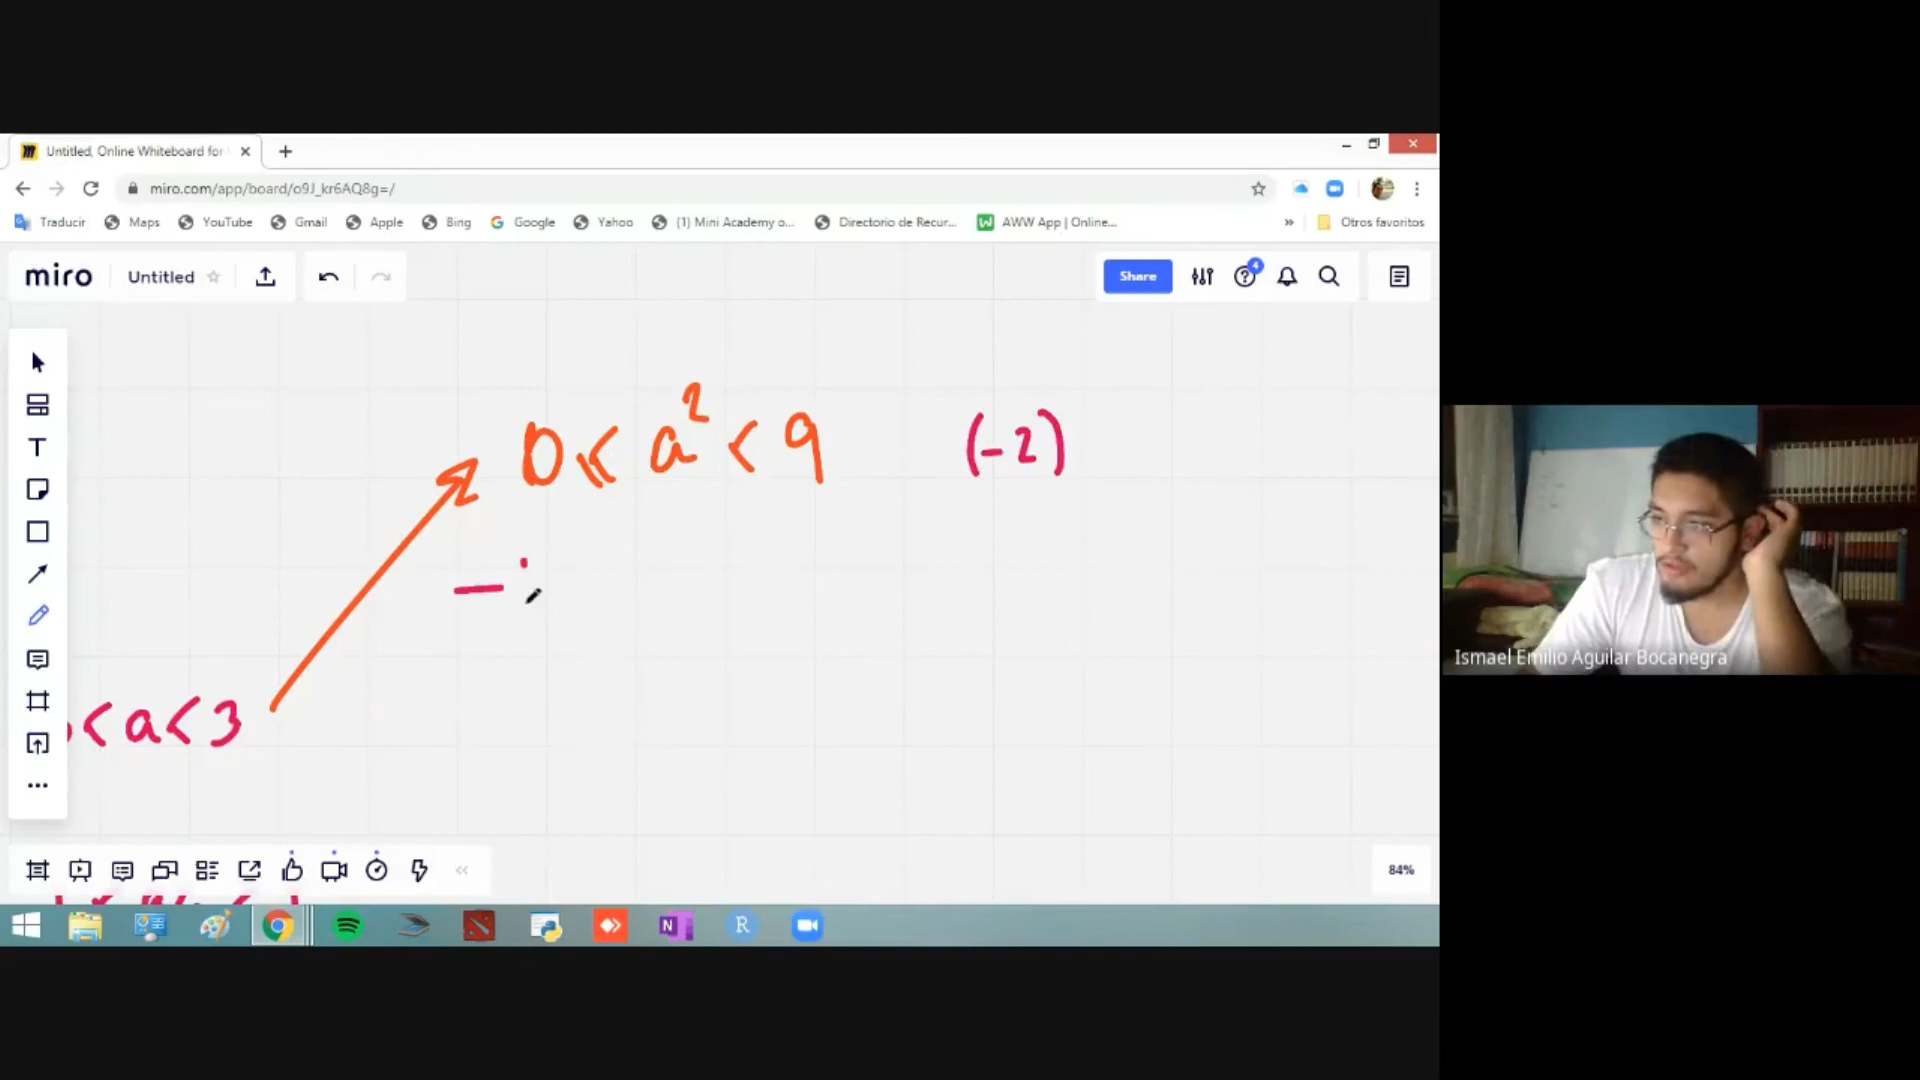 Untitled, Online Whiteboard for
miro.com/app/board/o9J_kr6AQ8g=/
Traducir Maps YouTube Gmail Apple Bing Google Yahoo (1) Mini Academy o... Directorio de Recur... AWW App | Online... » Otros favoritos
miro Untitled Share 4
0 ≤ a² < 9 (-2)
-
< a < 3
Ismael Emilio Aguilar Bocanegra
84%